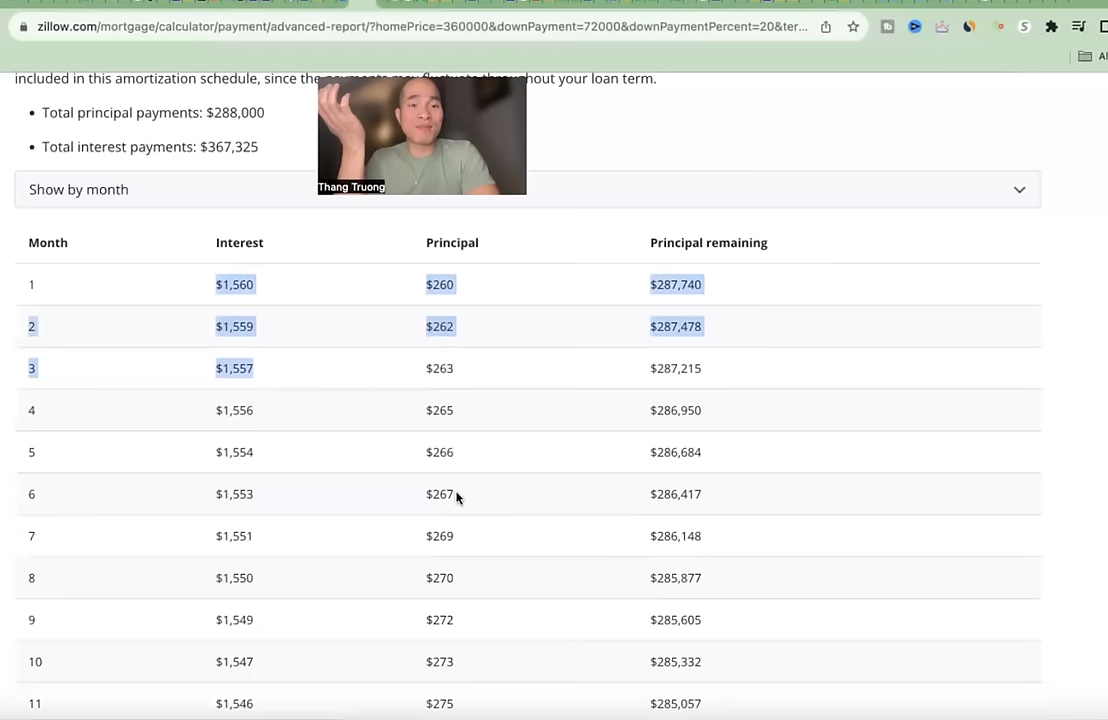 zillow.com/mortgage/calculator/payment/advanced-report/?homePrice=360000&downPayment=72000&downPaymentPercent=20&ter...
included in this amortization schedule, since the payments may fluctuate throughout your loan term.
• Total principal payments: $288,000
• Total interest payments: $367,325
Thang Truong
Show by month
Month Interest Principal Principal remaining
1 $1,560 $260 $287,740
2 $1,559 $262 $287,478
3 $1,557 $263 $287,215
4 $1,556 $265 $286,950
5 $1,554 $266 $286,684
6 $1,553 $267 $286,417
7 $1,551 $269 $286,148
8 $1,550 $270 $285,877
9 $1,549 $272 $285,605
10 $1,547 $273 $285,332
11 $1,546 $275 $285,057